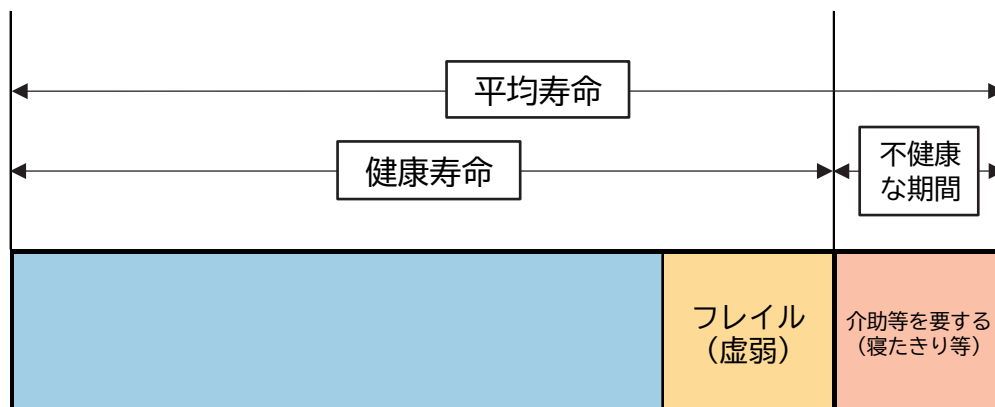 平均寿命
健康寿命
不健康
な期間
フレイル
（虚弱）
介助等を要する
（寝たきり等）